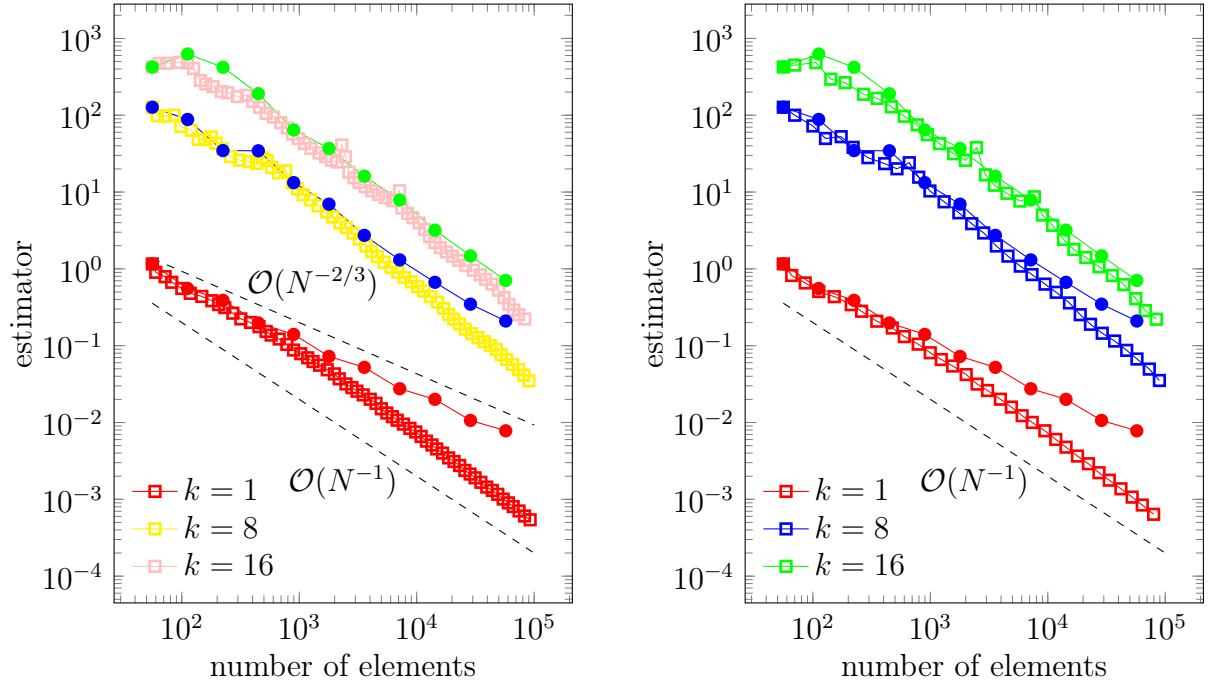 10^3
10^2
10^1
10^0
10^{-1}
10^{-2}
10^{-3}
10^{-4}
estimator
O(N^{-2/3})
O(N^{-1})
k = 1
k = 8
k = 16
10^2 10^3 10^4 10^5
number of elements
10^3
10^2
10^1
10^0
10^{-1}
10^{-2}
10^{-3}
10^{-4}
estimator
O(N^{-1})
k = 1
k = 8
k = 16
10^2 10^3 10^4 10^5
number of elements